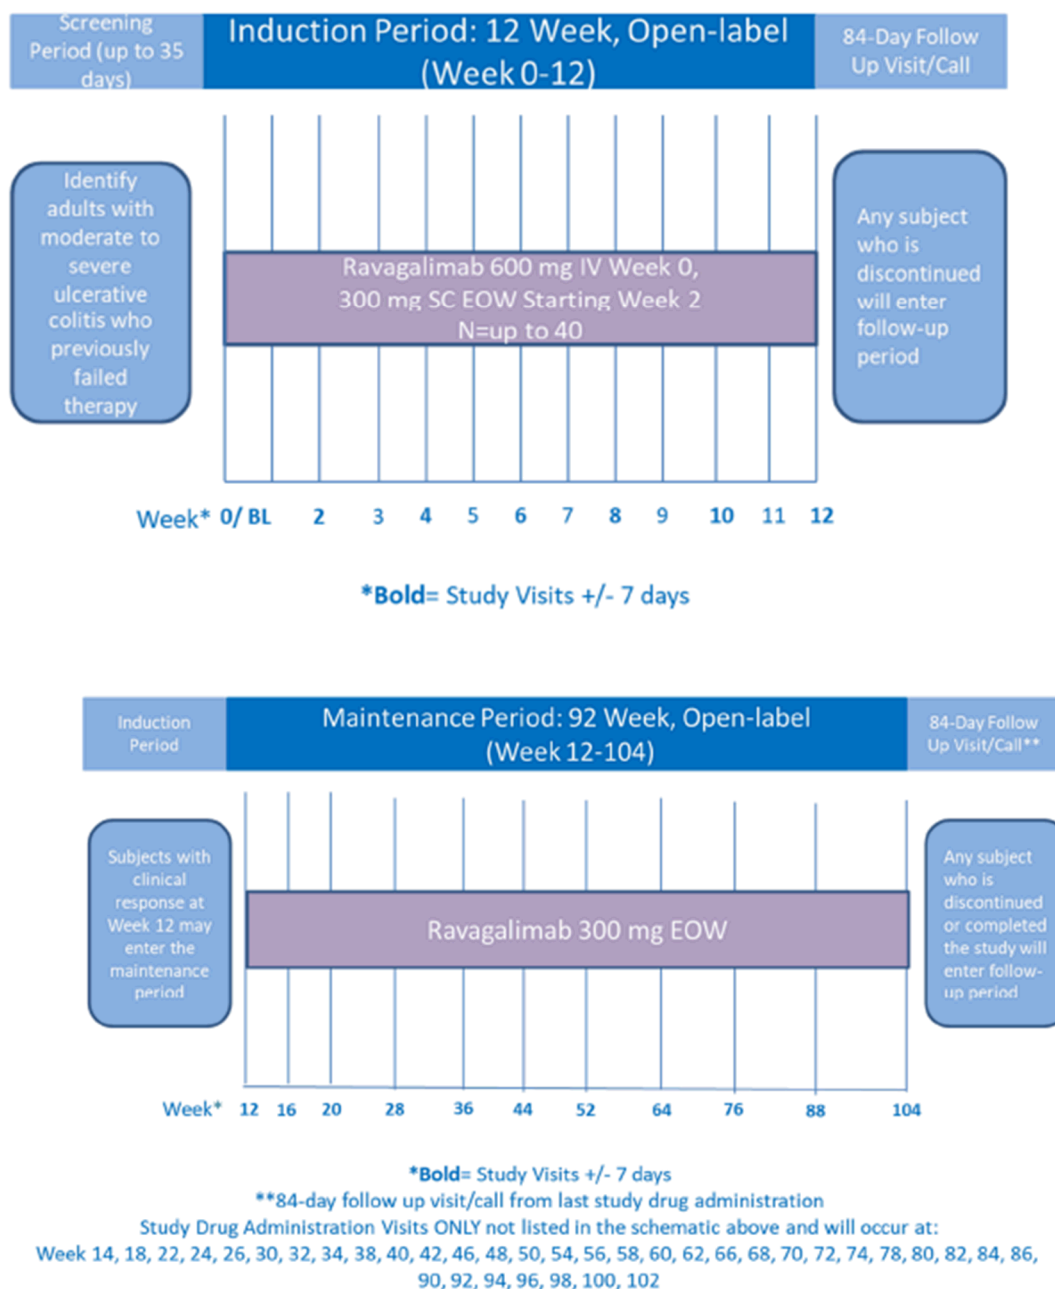 Screening
Period (up to 35
days)
Induction Period: 12 Week, Open-label
(Week 0-12)
84-Day Follow
Up Visit/Call
Identify
adults with
moderate to
severe
ulcerative
colitis who
previously
failed
therapy
Ravagalimab 600 mg IV Week 0,
300 mg SC EOW Starting Week 2
N=up to 40
Any subject
who is
discontinued
will enter
follow-up
period
Week* 0/ BL 2 3 4 5 6 7 8 9 10 11 12
*Bold= Study Visits +/- 7 days
Induction
Period
Maintenance Period: 92 Week, Open-label
(Week 12-104)
84-Day Follow
Up Visit/Call**
Subjects with
clinical
response at
Week 12 may
enter the
maintenance
period
Ravagalimab 300 mg EOW
Any subject
who is
discontinued
or completed
the study will
enter follow-
up period
Week* 12 16 20 28 36 44 52 64 76 88 104
*Bold= Study Visits +/- 7 days
**84-day follow up visit/call from last study drug administration
Study Drug Administration Visits ONLY not listed in the schematic above and will occur at:
Week 14, 18, 22, 24, 26, 30, 32, 34, 38, 40, 42, 46, 48, 50, 54, 56, 58, 60, 62, 66, 68, 70, 72, 74, 78, 80, 82, 84, 86,
90, 92, 94, 96, 98, 100, 102